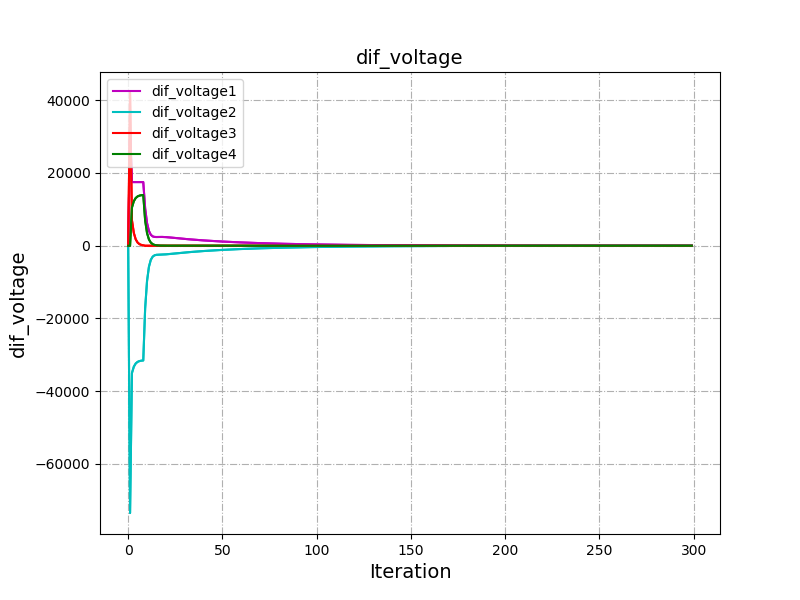 dif_voltage
dif_voltage1
dif_voltage2
dif_voltage3
dif_voltage4
40000
20000
0
−20000
−40000
−60000
dif_voltage
0 50 100 150 200 250 300
Iteration